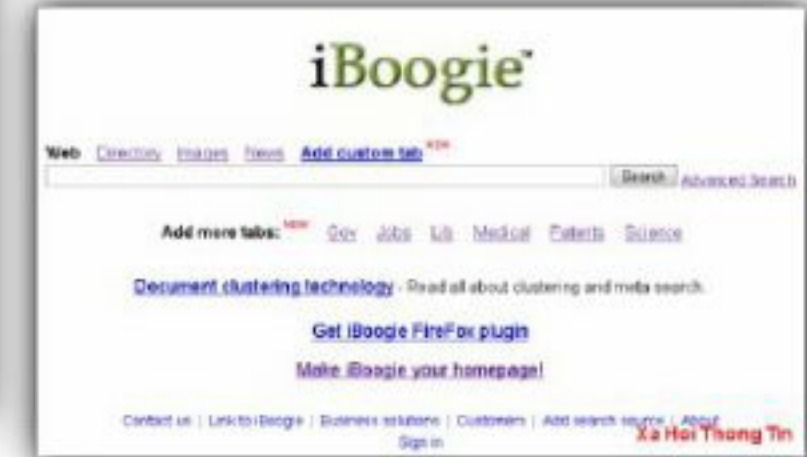 iBoogie™
Web Directory Images News Add custom tab NEW
Search Advanced Search
Add more tabs: NEW Gov Jobs Lib Medical Patents Science
Document clustering technology - Read all about clustering and meta search.
Get iBoogie FireFox plugin
Make iBoogie your homepage!
Contact us | Link to iBoogie | Business solutions | Customers | Add search source | About
Sign in
Xa Hoi Thong Tin